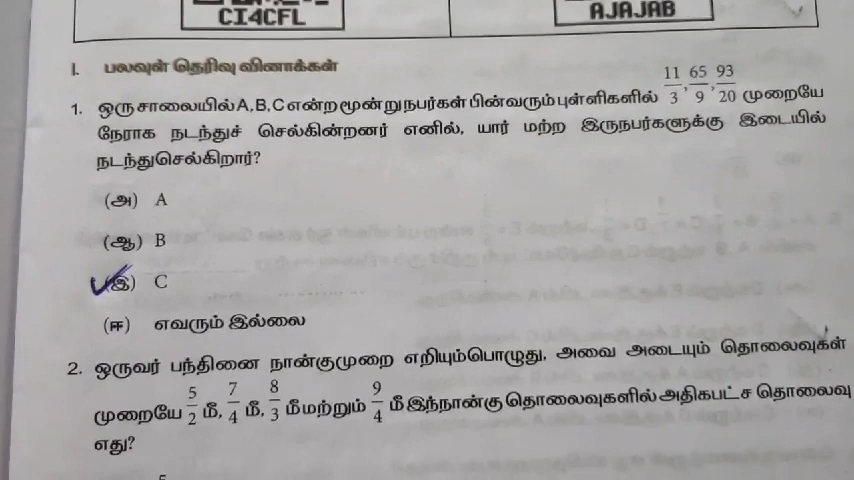 CI4CFL
AJAJAB
I. பலவுள் தெரிவு வினாக்கள்
1. ஒரு சாலையில் A, B, C என்ற மூன்று நபர்கள் பின்வரும் புள்ளிகளில் 11/3, 65/9, 93/20 முறையே
நேராக நடந்துச் செல்கின்றனர் எனில், யார் மற்ற இருநபர்களுக்கு இடையில்
நடந்துசெல்கிறார்?
(அ) A
(ஆ) B
(இ) C
(ஈ) எவரும் இல்லை
2. ஒருவர் பந்தினை நான்குமுறை எறியும்பொழுது, அவை அடையும் தொலைவுகள்
முறையே 5/2 மீ, 7/4 மீ, 8/3 மீ மற்றும் 9/4 மீ இந்நான்கு தொலைவுகளில் அதிகபட்ச தொலைவு
எது?